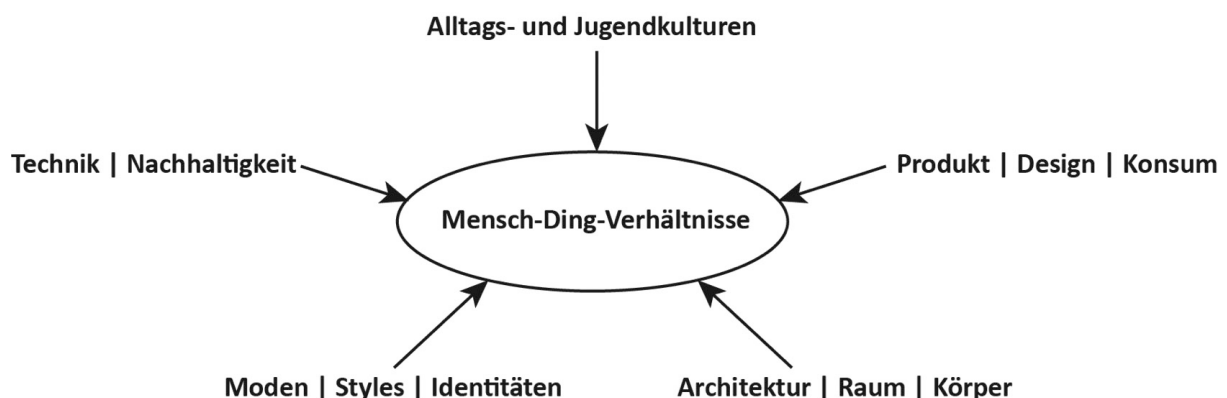 Alltags- und Jugendkulturen
Technik | Nachhaltigkeit
Produkt | Design | Konsum
Mensch-Ding-Verhältnisse
Moden | Styles | Identitäten
Architektur | Raum | Körper